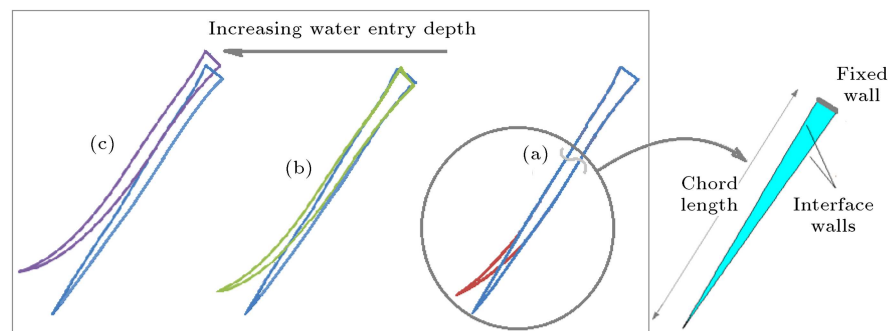 Increasing water entry depth
(c)
(b)
(a)
Fixed
wall
Chord
length
Interface
walls